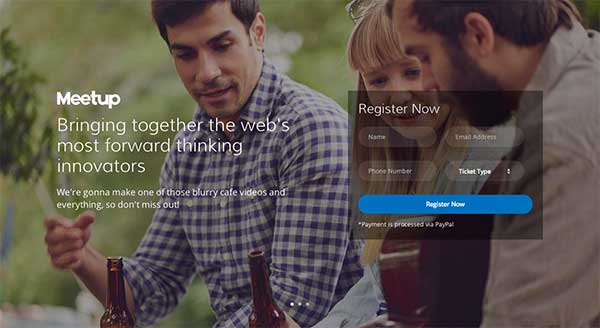 Meetup
Bringing together the web's
most forward thinking
innovators
We're gonna make one of those blurry cafe videos and
everything, so don't miss out!
Register Now
Name
Email Address
Phone Number
Ticket Type
Register Now
*Payment is processed via PayPal